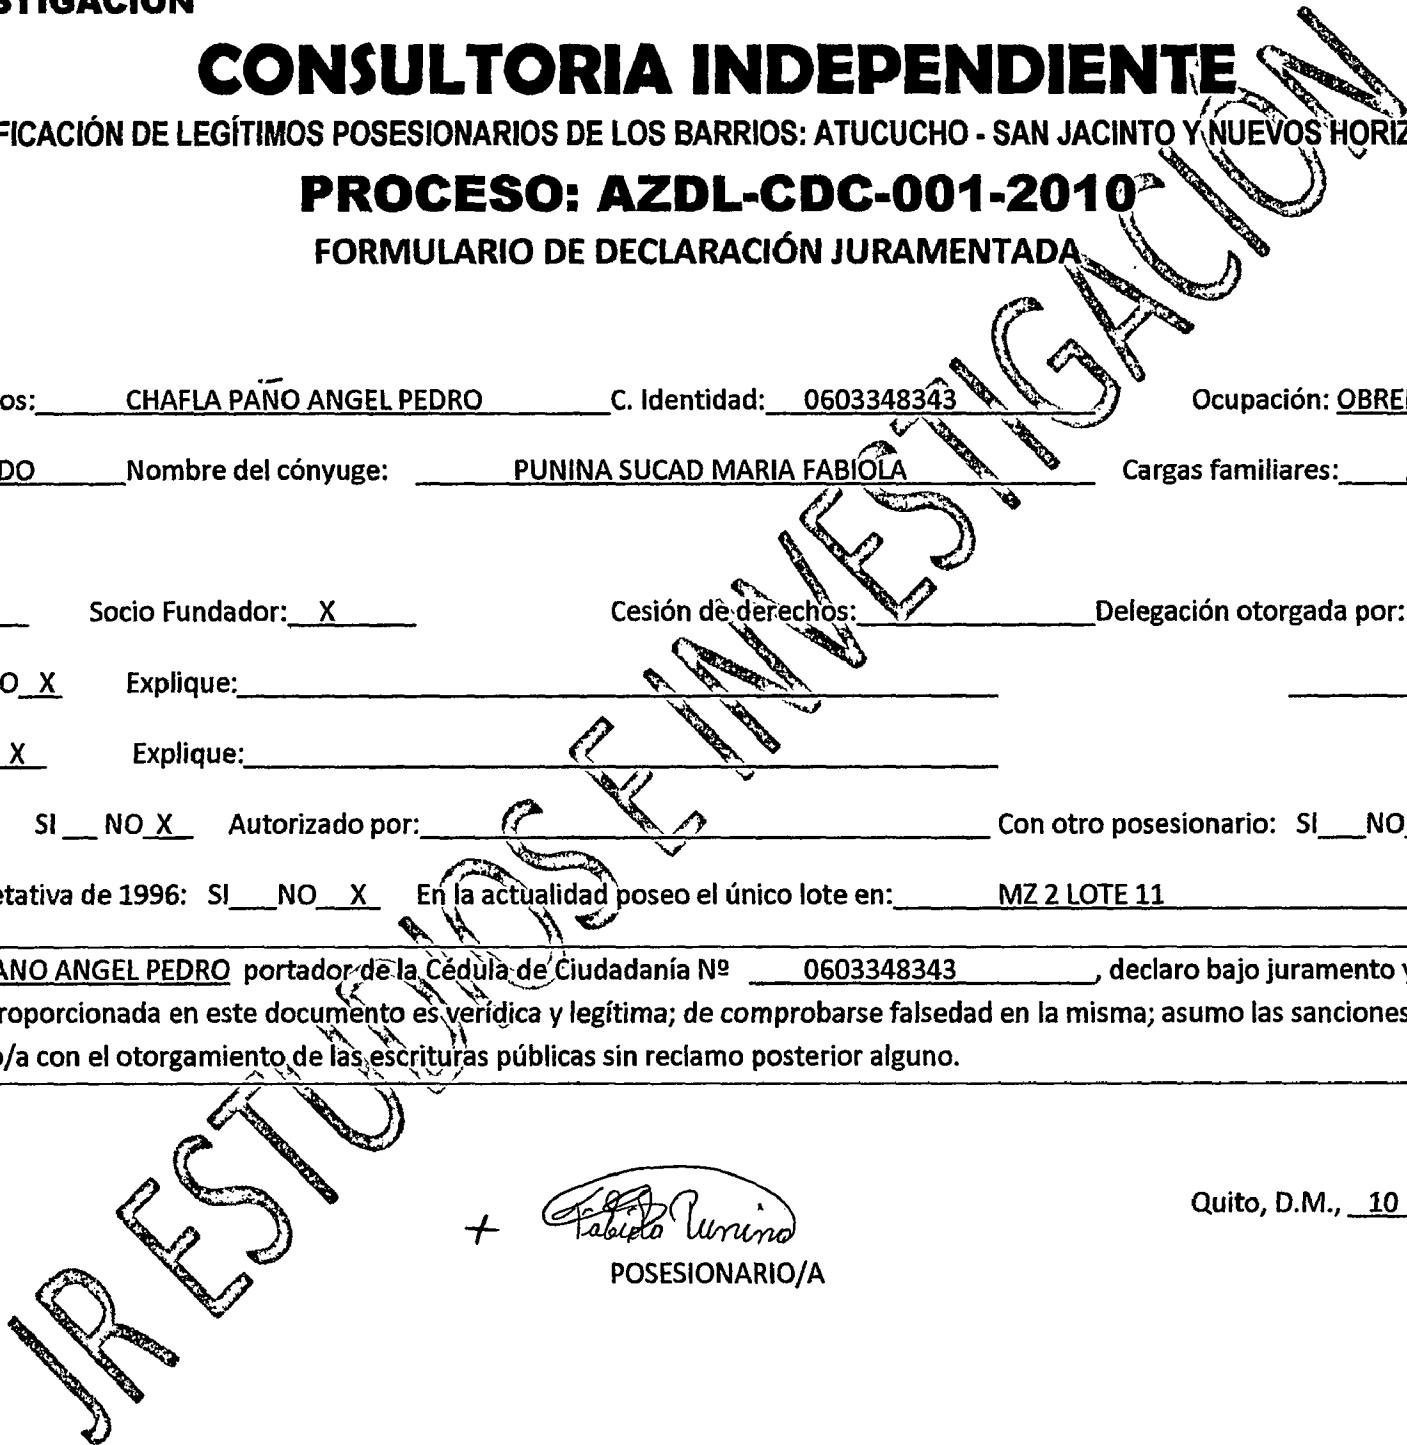 STIGACIÓN
CONSULTORIA INDEPENDIENTE
FICACIÓN DE LEGÍTIMOS POSESIONARIOS DE LOS BARRIOS: ATUCUCHO - SAN JACINTO Y NUEVOS HORIZ
PROCESO: AZDL-CDC-001-2010
FORMULARIO DE DECLARACIÓN JURAMENTADA
os: CHAFLA PAÑO ANGEL PEDRO C. Identidad: 0603348343 Ocupación: OBRE
DO Nombre del cónyuge: PUNINA SUCAD MARIA FABIOLA Cargas familiares:
Socio Fundador: X Cesión de derechos: Delegación otorgada por:
O X Explique:
X Explique:
SI NO X Autorizado por: Con otro posesionario: SI NO
etativa de 1996: SI NO X En la actualidad poseo el único lote en: MZ 2 LOTE 11
ANO ANGEL PEDRO portador de la Cédula de Ciudadanía Nº 0603348343, declaro bajo juramento y
roporcionada en este documento es verídica y legítima; de comprobarse falsedad en la misma; asumo las sanciones
o/a con el otorgamiento de las escrituras públicas sin reclamo posterior alguno.
Quito, D.M., 10
+ Fabiola Punina
POSESIONARIO/A
JR ESTUDIOS E INVESTIGACION